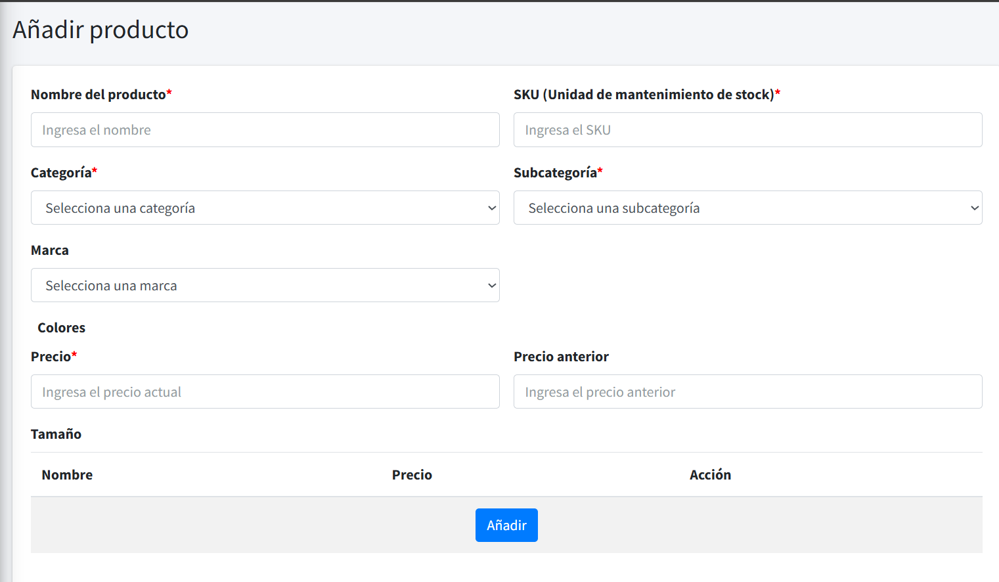 Añadir producto
Nombre del producto*
SKU (Unidad de mantenimiento de stock)*
Ingresa el nombre
Ingresa el SKU
Categoría*
Subcategoría*
Selecciona una categoría
Selecciona una subcategoría
Marca
Selecciona una marca
Colores
Precio*
Precio anterior
Ingresa el precio actual
Ingresa el precio anterior
Tamaño
Nombre
Precio
Acción
Añadir